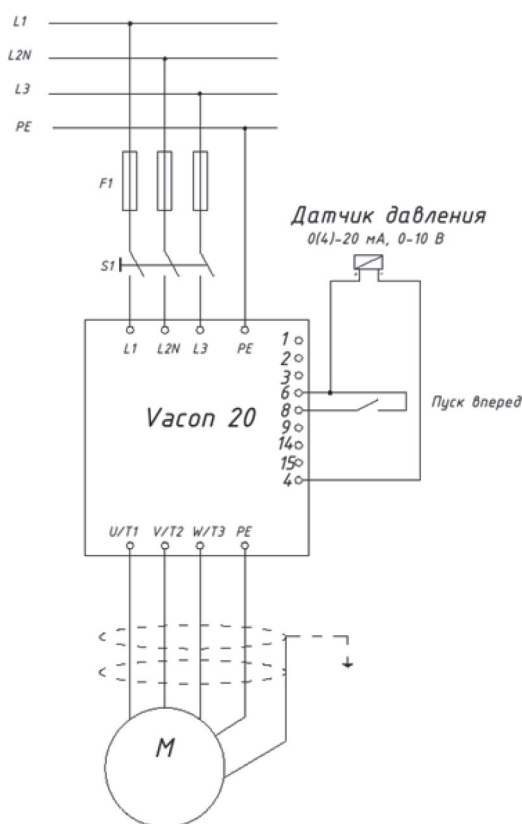 L1
L2N
L3
PE
F1
S1
Датчик давления
0(4)-20 мА, 0-10 В
L1 L2N L3 PE
1
2
3
6
8
9
14
15
4
Vacon 20
Пуск вперед
U/T1 V/T2 W/T3 PE
M